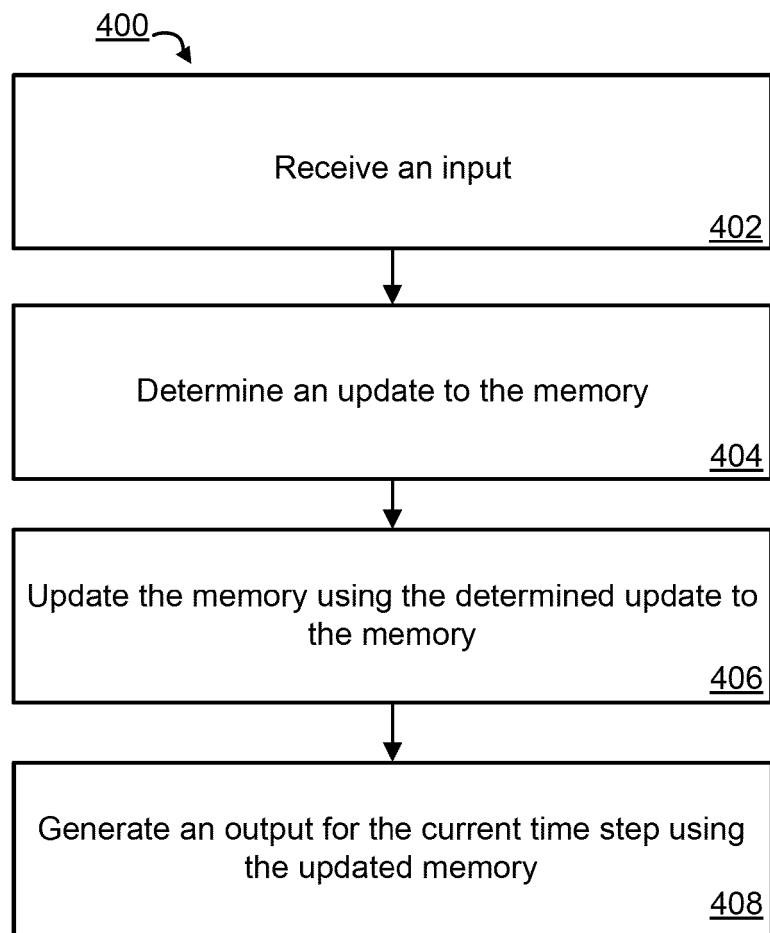 400
Receive an input
402
Determine an update to the memory
404
Update the memory using the determined update to
the memory
406
Generate an output for the current time step using
the updated memory
408